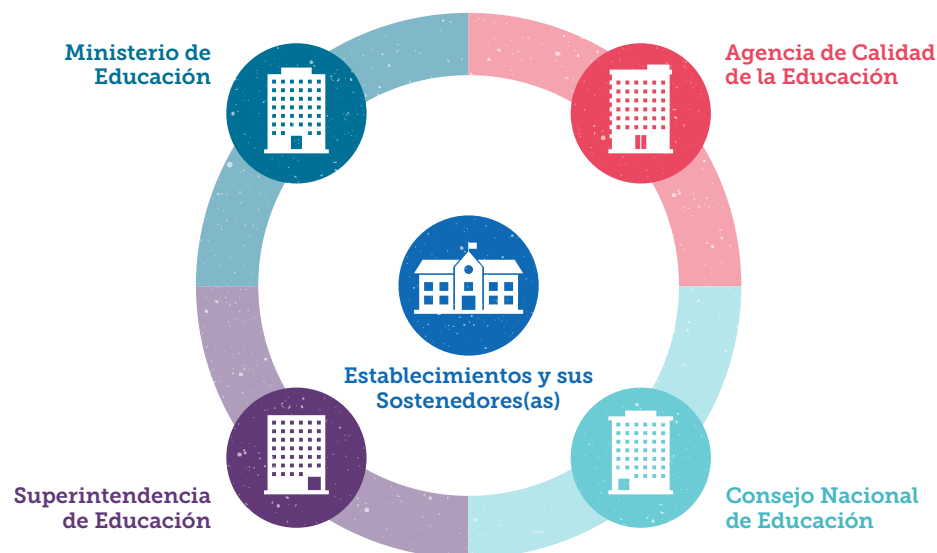 Ministerio de
Educación
Agencia de Calidad
de la Educación
Establecimientos y sus
Sostenedores(as)
Superintendencia
de Educación
Consejo Nacional
de Educación